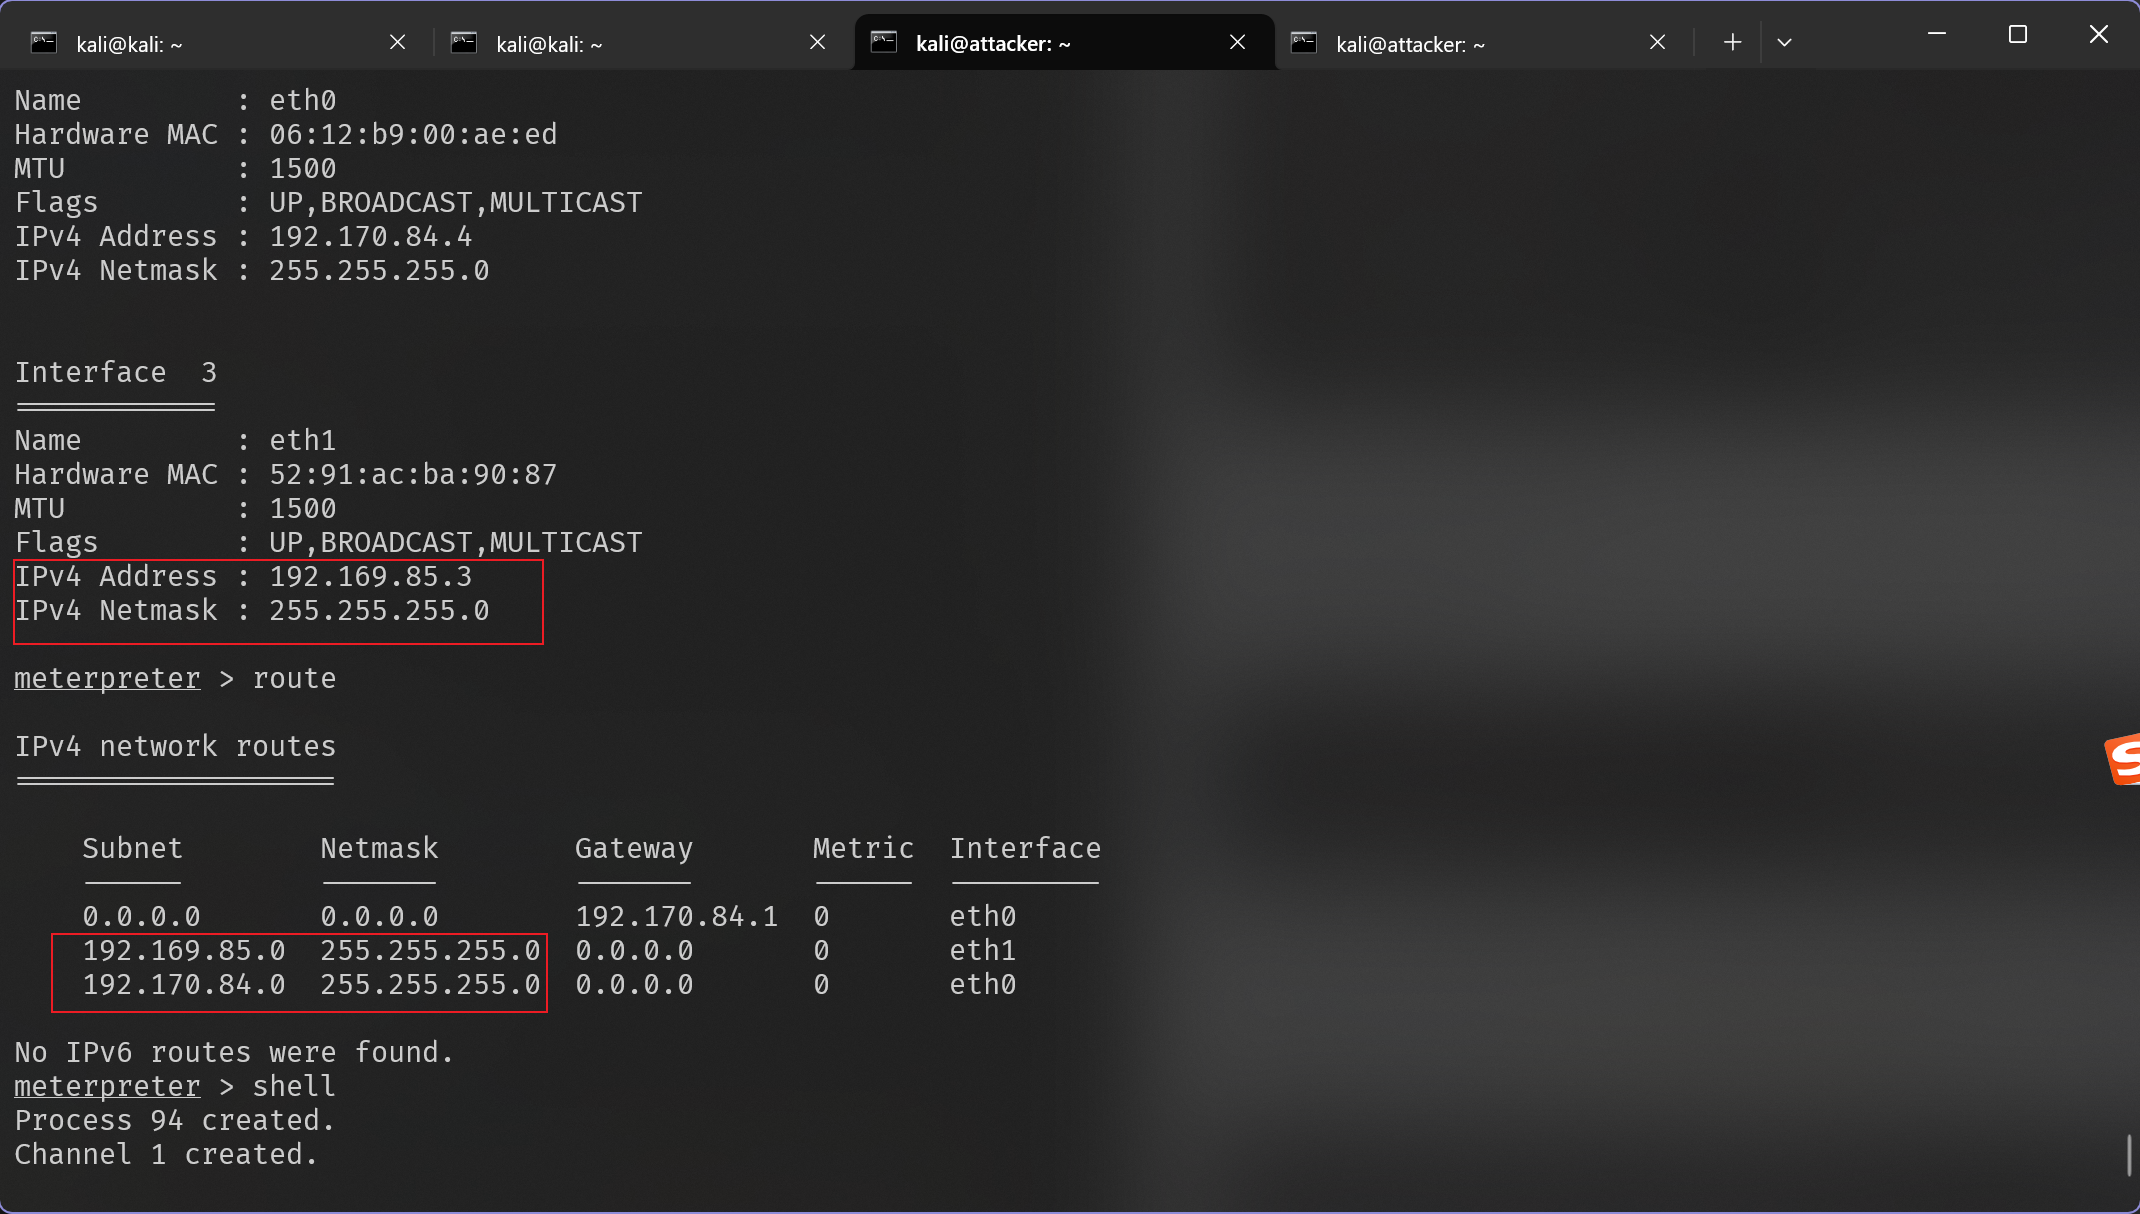 kali@kali: ~
kali@kali: ~
kali@attacker: ~
kali@attacker: ~
Name         : eth0
Hardware MAC : 06:12:b9:00:ae:ed
MTU          : 1500
Flags        : UP,BROADCAST,MULTICAST
IPv4 Address : 192.170.84.4
IPv4 Netmask : 255.255.255.0
Interface  3
============
Name         : eth1
Hardware MAC : 52:91:ac:ba:90:87
MTU          : 1500
Flags        : UP,BROADCAST,MULTICAST
IPv4 Address : 192.169.85.3
IPv4 Netmask : 255.255.255.0
meterpreter > route
IPv4 network routes
===================
    Subnet        Netmask        Gateway       Metric  Interface
    ------        -------        -------       ------  ---------
    0.0.0.0       0.0.0.0        192.170.84.1  0       eth0
    192.169.85.0  255.255.255.0  0.0.0.0       0       eth1
    192.170.84.0  255.255.255.0  0.0.0.0       0       eth0
No IPv6 routes were found.
meterpreter > shell
Process 94 created.
Channel 1 created.